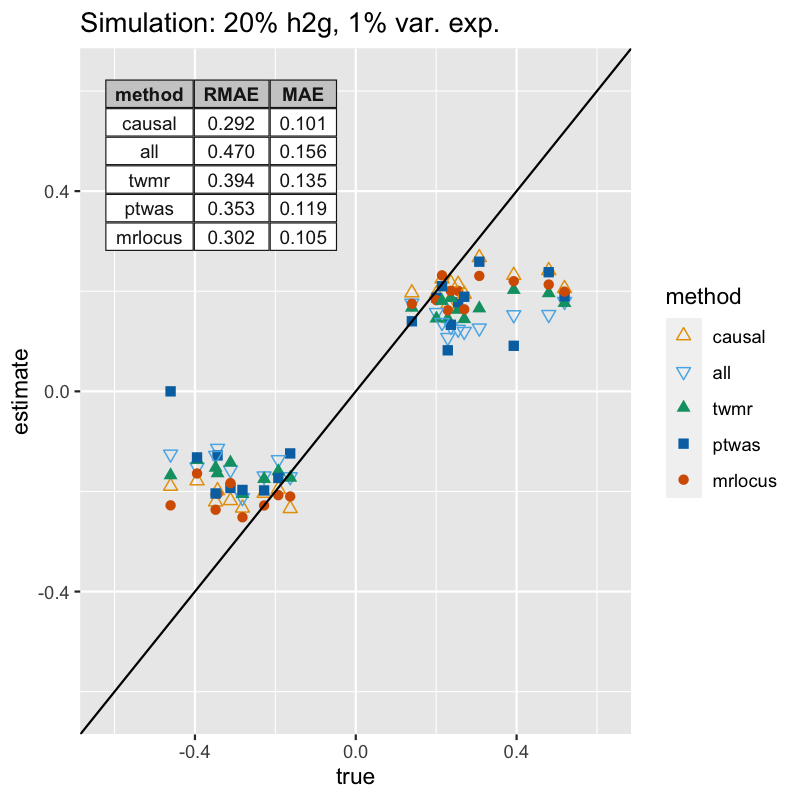 Simulation: 20% h2g, 1% var. exp.
method RMAE MAE
causal 0.292 0.101
all 0.470 0.156
twmr 0.394 0.135
ptwas 0.353 0.119
mrlocus 0.302 0.105
0.4
0.0
-0.4
estimate
-0.4 0.0 0.4
true
method
causal
all
twmr
ptwas
mrlocus